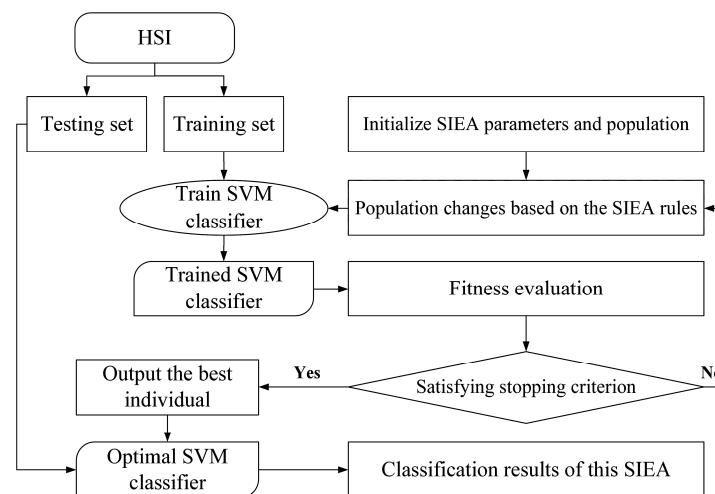 HSI
Testing set
Training set
Initialize SIEA parameters and population
Train SVM
classifier
Population changes based on the SIEA rules
Trained SVM
classifier
Fitness evaluation
Yes
Satisfying stopping criterion
Output the best
individual
Optimal SVM
classifier
Classification results of this SIEA